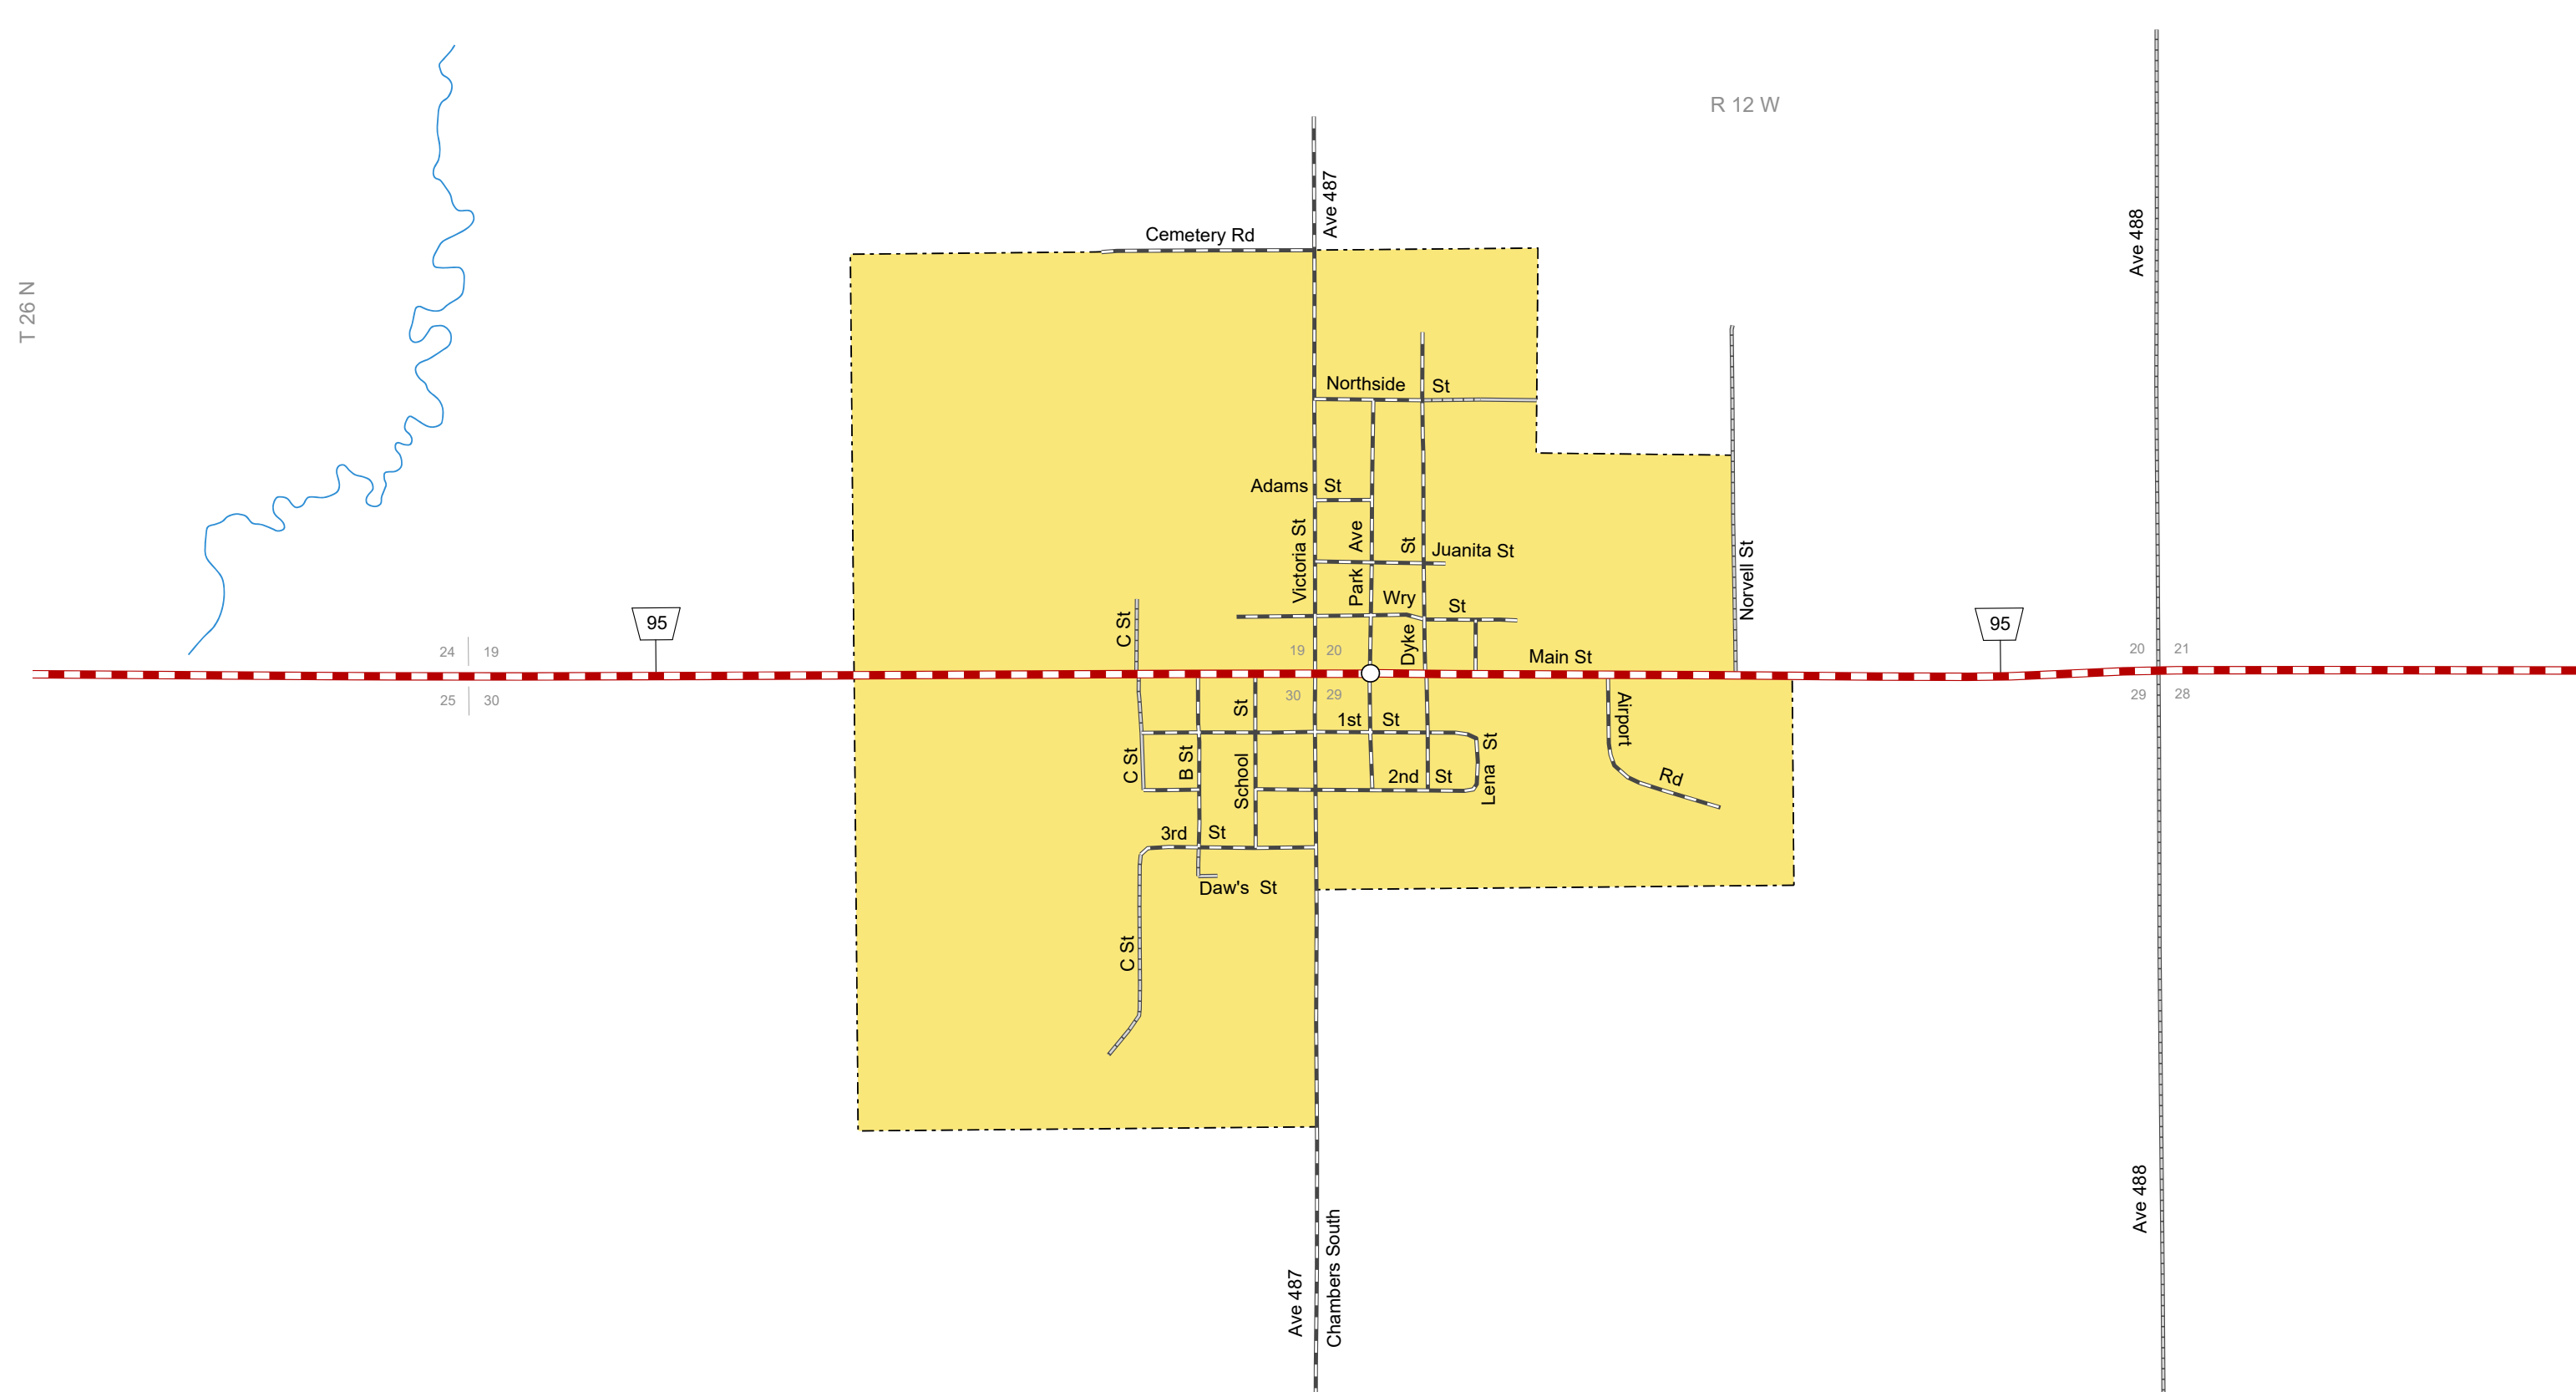 R 12 W
T 26 N
Ave 487
Cemetery Rd
Ave 488
Northside St
Adams St
Victoria St
Park Ave
Dyke St
Juanita St
Norvell St
Wry St
C St
95
95
24 19
19 20
20 21
Main St
25 30
30 29
29 28
1st St
School St
Airport Rd
C St
B St
2nd St
Lena St
3rd St
Daw's St
C St
Ave 488
Ave 487
Chambers South